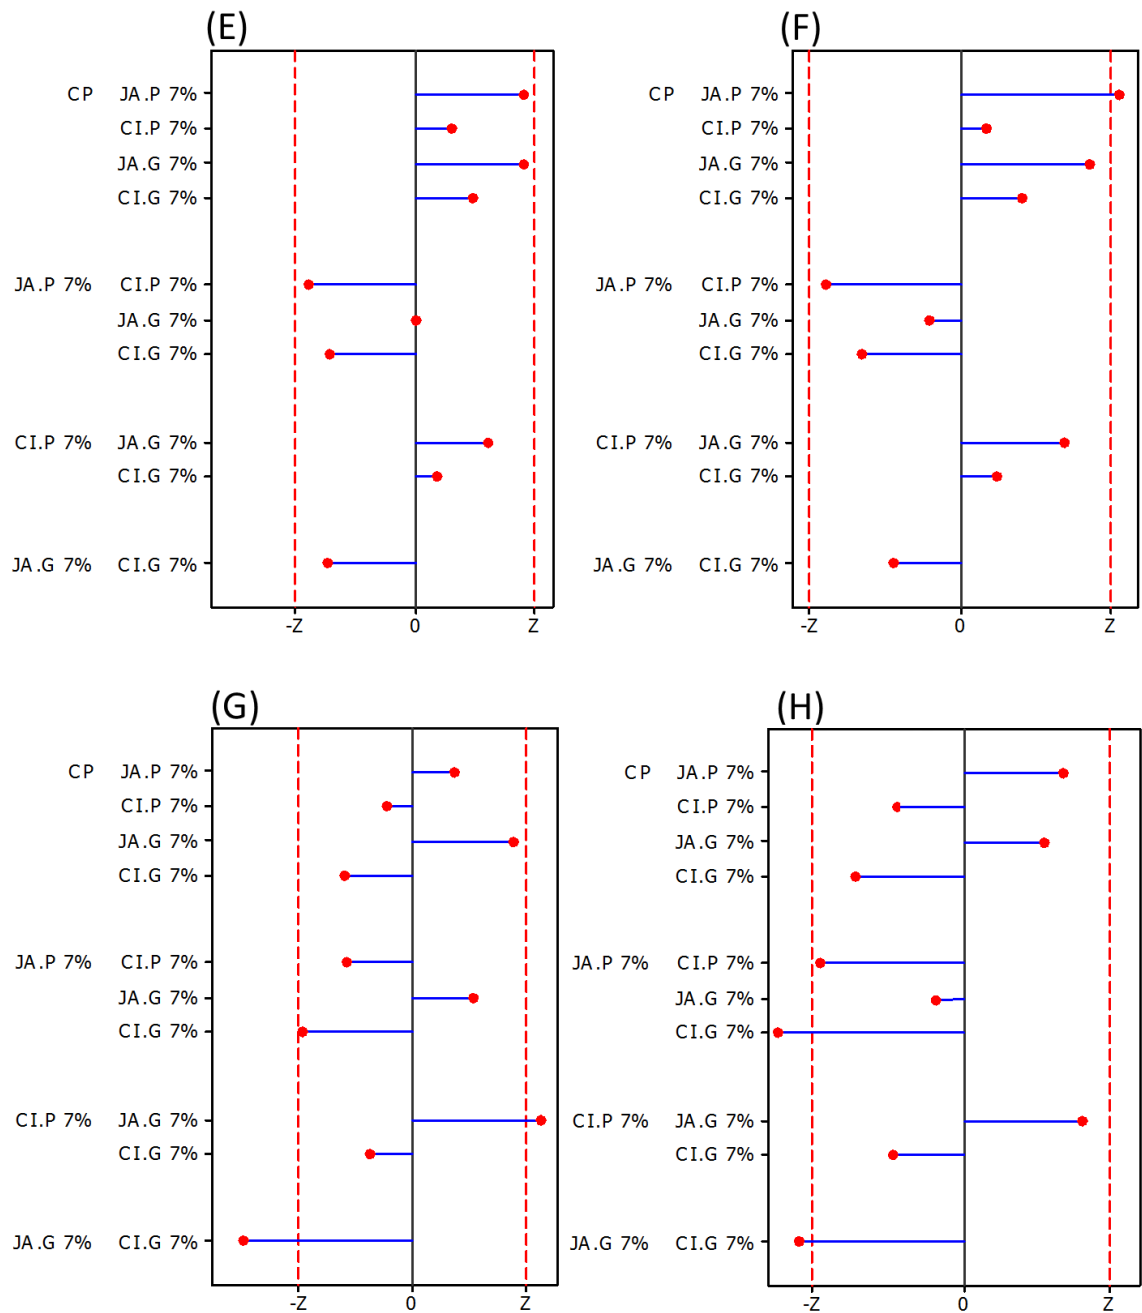 (E)
CP JA.P 7%
CI.P 7%
JA.G 7%
CI.G 7%
JA.P 7% CI.P 7%
JA.G 7%
CI.G 7%
CI.P 7% JA.G 7%
CI.G 7%
JA.G 7% CI.G 7%
-Z 0 Z
(F)
CP JA.P 7%
CI.P 7%
JA.G 7%
CI.G 7%
JA.P 7% CI.P 7%
JA.G 7%
CI.G 7%
CI.P 7% JA.G 7%
CI.G 7%
JA.G 7% CI.G 7%
-Z 0 Z
(G)
CP JA.P 7%
CI.P 7%
JA.G 7%
CI.G 7%
JA.P 7% CI.P 7%
JA.G 7%
CI.G 7%
CI.P 7% JA.G 7%
CI.G 7%
JA.G 7% CI.G 7%
-Z 0 Z
(H)
CP JA.P 7%
CI.P 7%
JA.G 7%
CI.G 7%
JA.P 7% CI.P 7%
JA.G 7%
CI.G 7%
CI.P 7% JA.G 7%
CI.G 7%
JA.G 7% CI.G 7%
-Z 0 Z